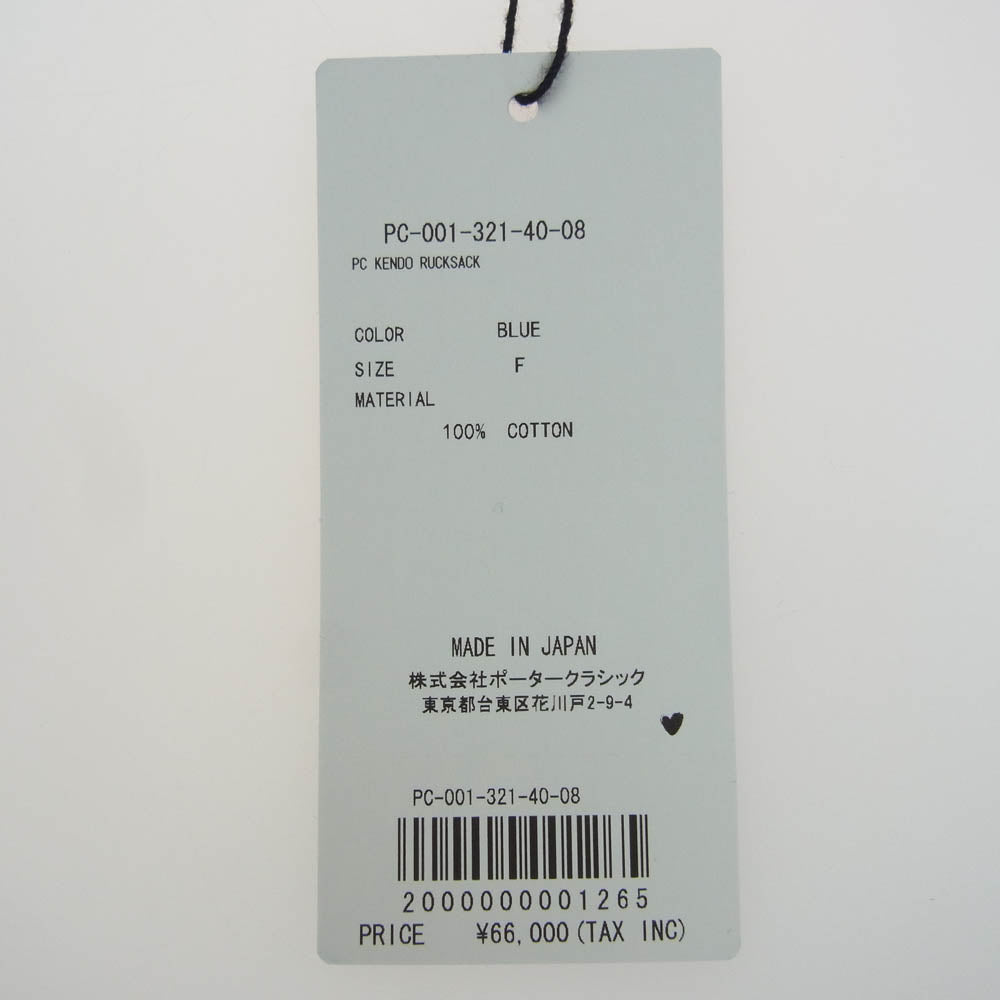 PC-001-321-40-08
PC KENDO RUCKSACK
COLOR BLUE
SIZE F
MATERIAL
100% COTTON
MADE IN JAPAN
株式会社ポータークラシック
東京都台東区花川戸2-9-4
PC-001-321-40-08
2000000001265
PRICE ¥66,000(TAX INC)